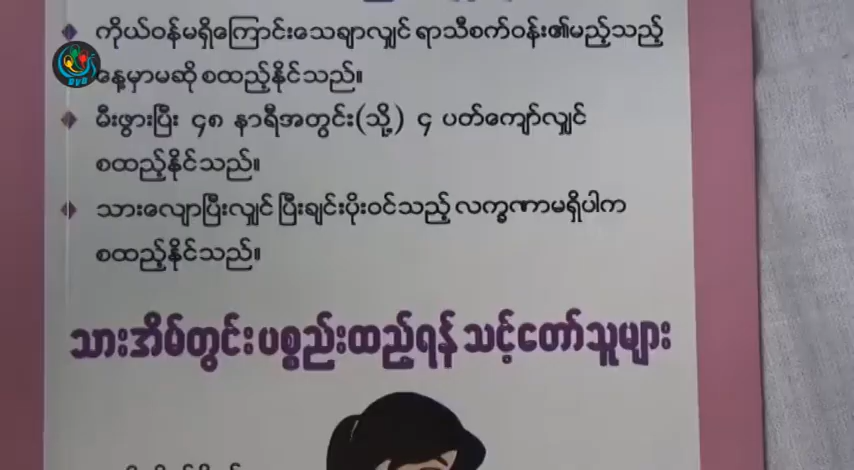 ကိုယ်ဝန်မရှိကြောင်းသေချာလျှင် ရာသီစက်ဝန်း၏မည့်သည့်
နေ့မှာမဆို စထည့်နိုင်သည်။
မီးဖွားပြီး ၄၈ နာရီအတွင်း(သို့) ၄ ပတ်ကျော်လျှင်
စထည့်နိုင်သည်။
သားလျောပြီးလျှင် ပြီးချင်းပိုးဝင်သည့် လက္ခဏာမရှိပါက
စထည့်နိုင်သည်။
သားအိမ်တွင်း ပစ္စည်းထည့်ရန် သင့်တော်သူများ